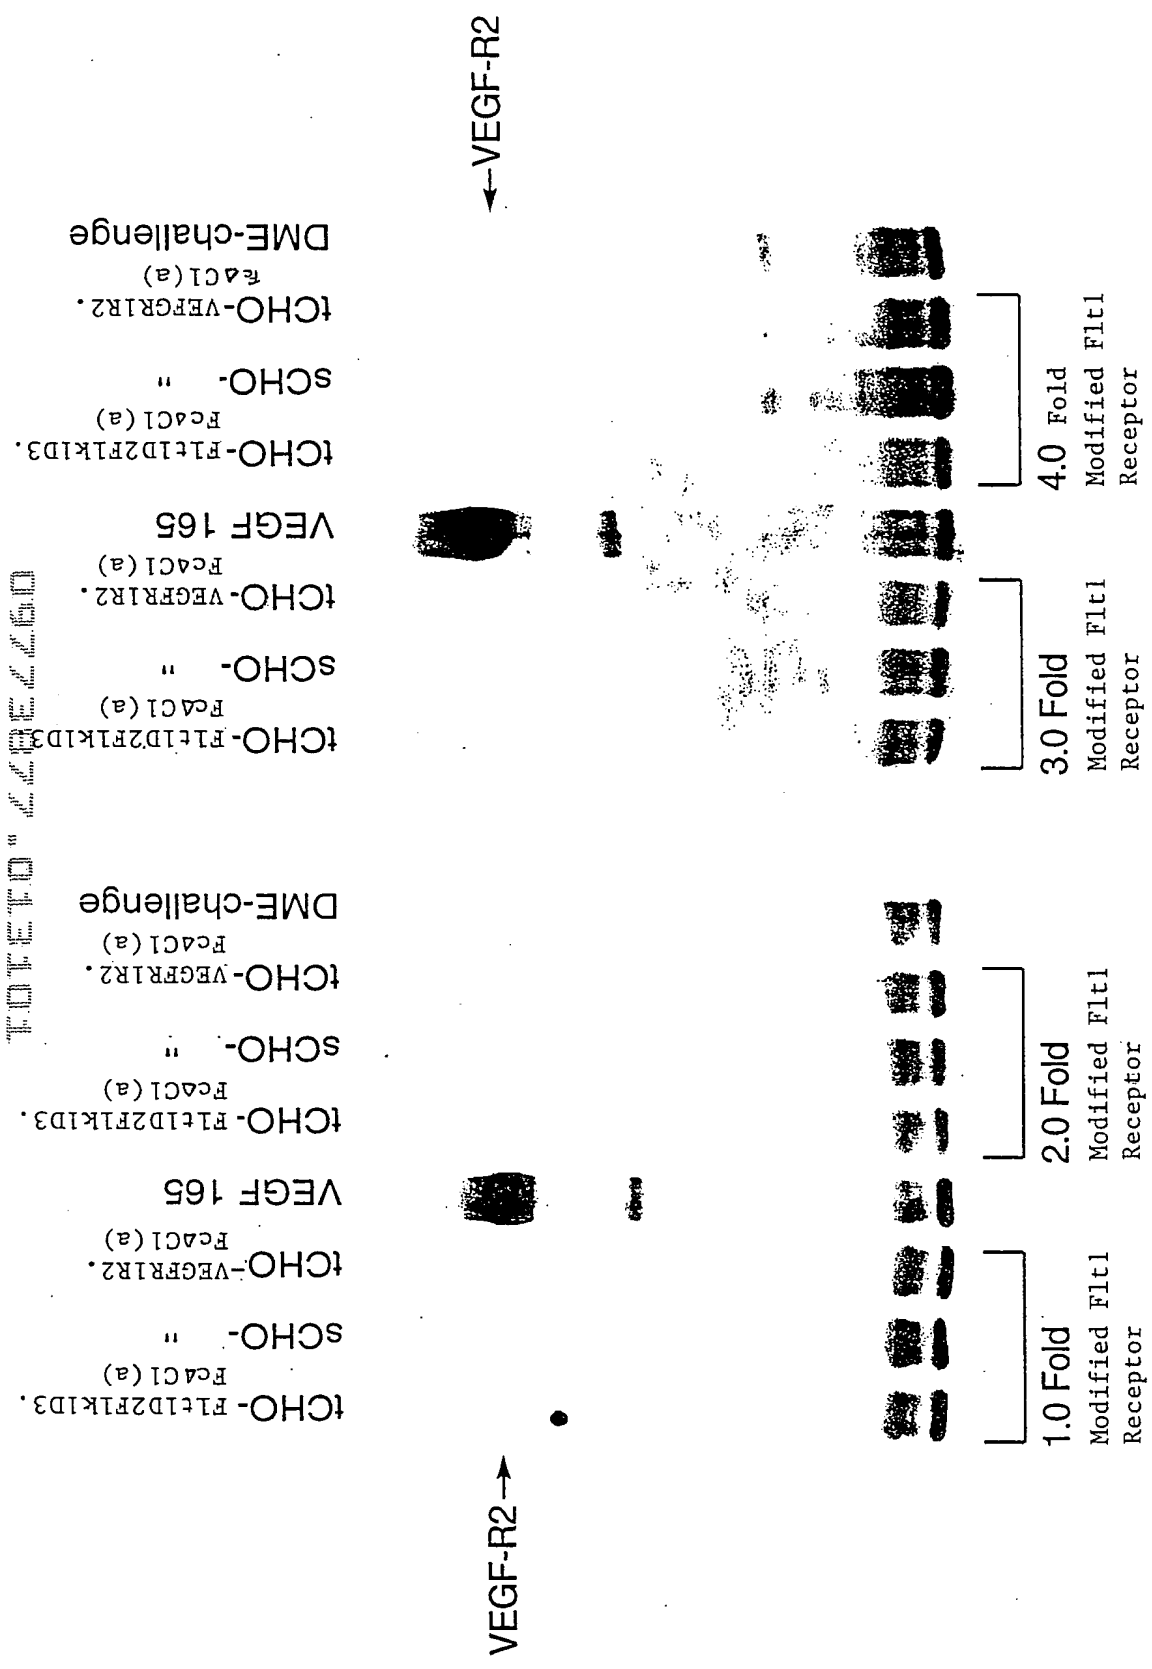 VEGF-R2→
←VEGF-R2
tCHO-Flt1D2Flk1D3.
FcΔC1(a)
sCHO- "
tCHO-VEGFR1R2.
FcΔC1(a)
VEGF 165
tCHO-Flt1D2Flk1D3.
FcΔC1(a)
sCHO- "
tCHO-VEGFR1R2.
FcΔC1(a)
DME-challenge
tCHO-Flt1D2Flk1D3
FcΔC1(a)
sCHO- "
tCHO-VEGFR1R2.
FcΔC1(a)
VEGF 165
tCHO-Flt1D2Flk1D3.
FcΔC1(a)
sCHO- "
tCHO-VEFGR1R2.
FcΔC1(a)
DME-challenge
1.0 Fold
Modified Flt1
Receptor
2.0 Fold
Modified Flt1
Receptor
3.0 Fold
Modified Flt1
Receptor
4.0 Fold
Modified Flt1
Receptor